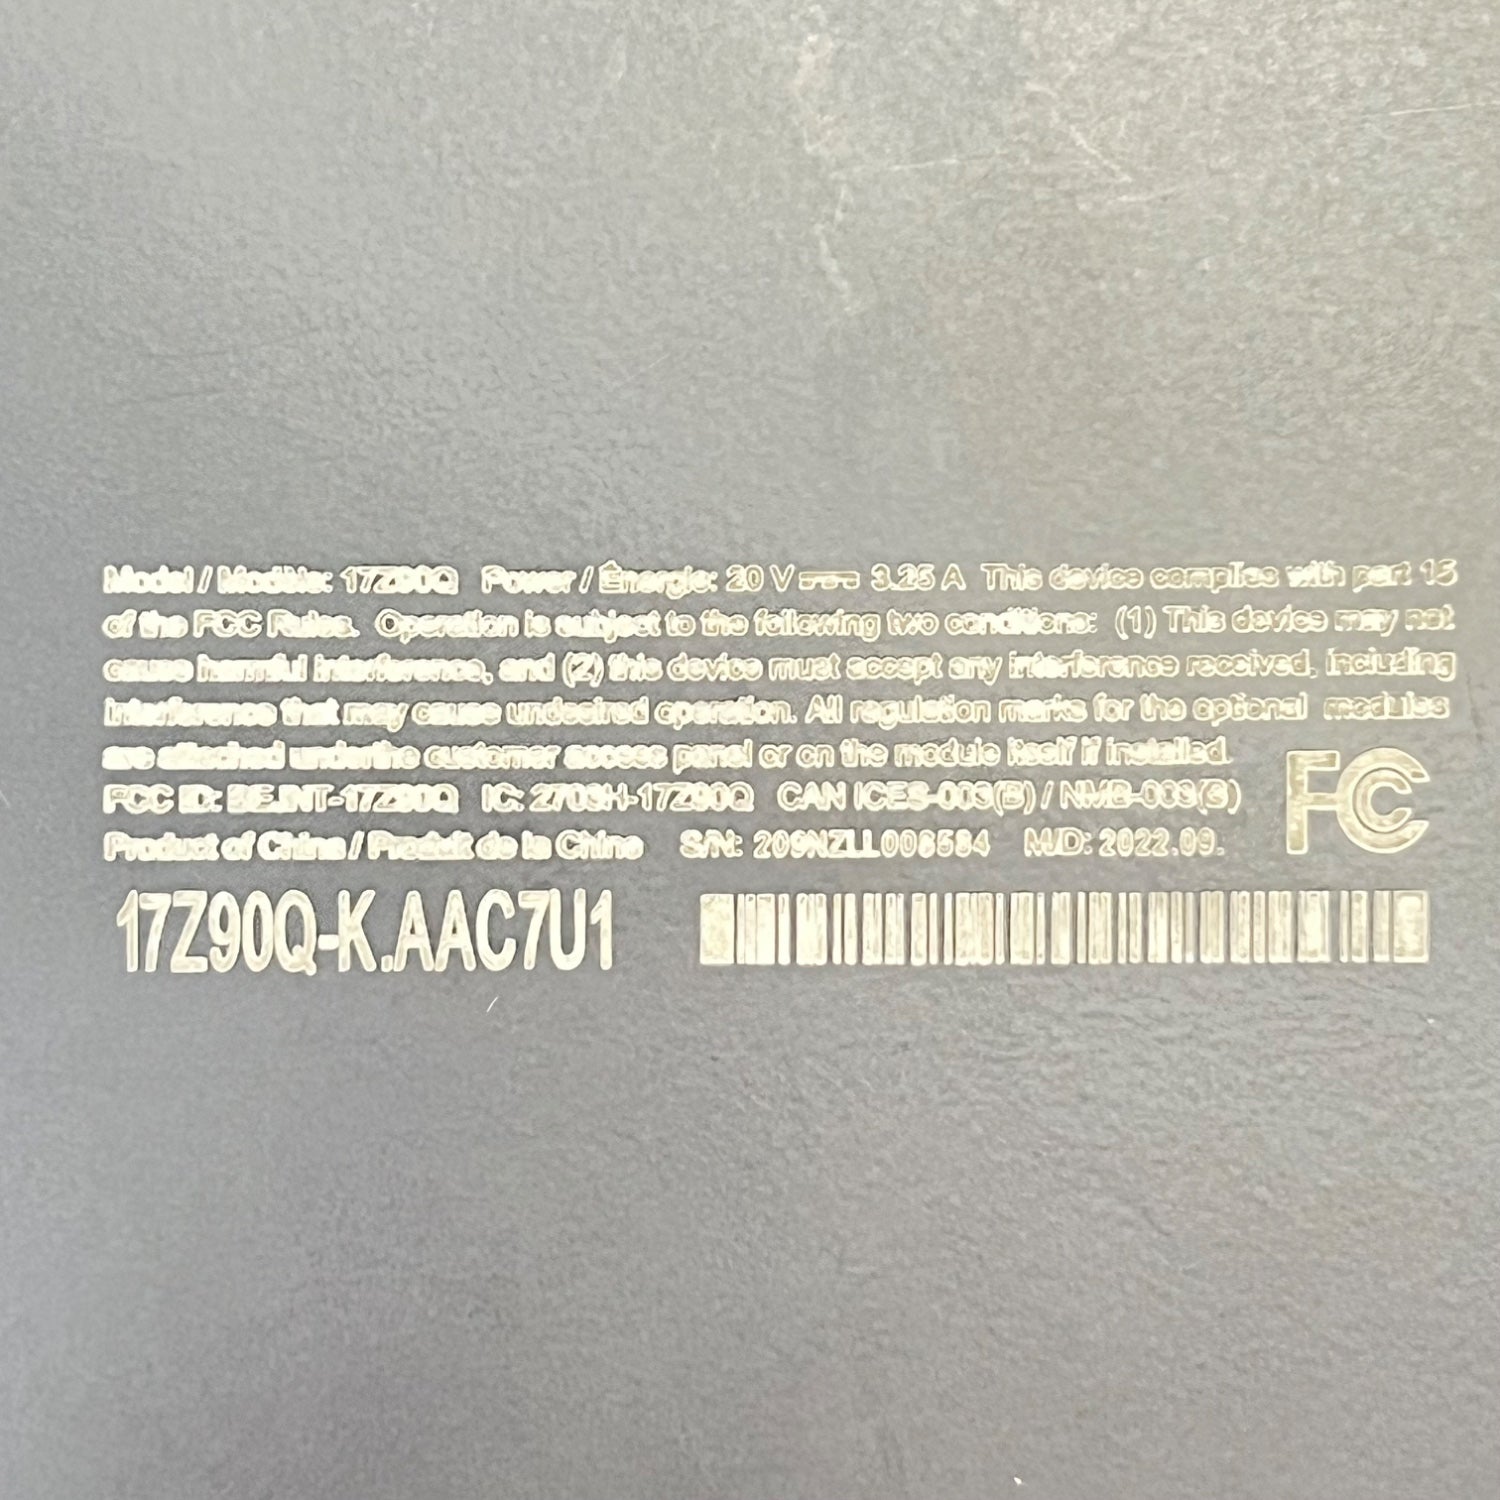 Model / Mod.No: 17Z90Q Power / Énergie: 20 V 3.25 A This device complies with part 15
of the FCC Rules. Operation is subject to the following two conditions: (1) This device may not
cause harmful interference, and (2) this device must accept any interference received, including
interference that may cause undesired operation. All regulation marks for the optional modules
are attached under the customer access panel or on the module itself if installed.
FCC ID: BEJNT-17Z90Q IC: 2703H-17Z90Q CAN ICES-003(B) / NMB-003(B)
FC
Product of China / Produit de la Chine S/N: 209NZLL006584 M/D: 2022.09.
17Z90Q-K.AAC7U1